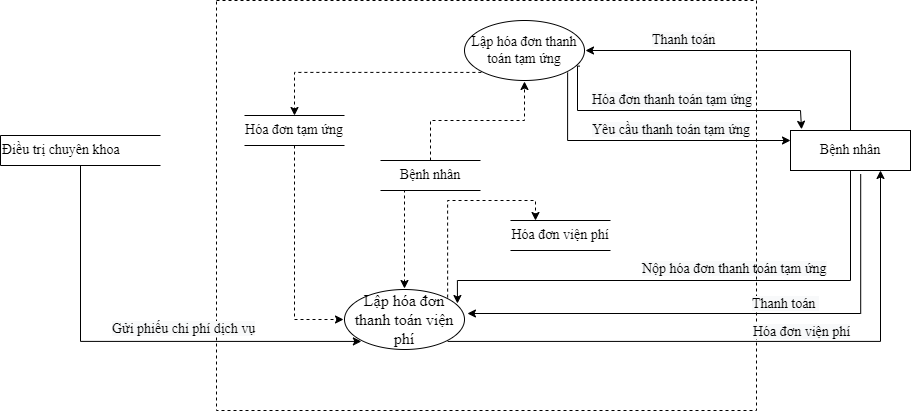 Lập hóa đơn thanh
toán tạm ứng
Thanh toán
Hóa đơn thanh toán tạm ứng
Hóa đơn tạm ứng
Yêu cầu thanh toán tạm ứng
Điều trị chuyên khoa
Bệnh nhân
Bệnh nhân
Hóa đơn viện phí
Nộp hóa đơn thanh toán tạm ứng
Lập hóa đơn
thanh toán viện
phí
Thanh toán
Gửi phiếu chi phí dịch vụ
Hóa đơn viện phí